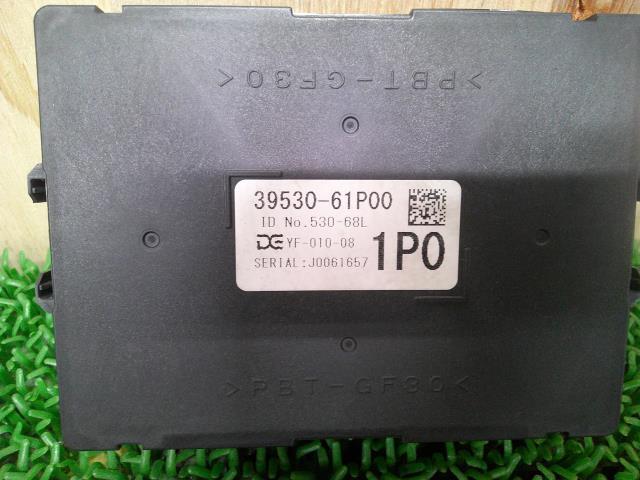 >PBT-GF30<
39530-61P00
ID No.530-68L
YF-010-08
1P0
SERIAL:J0061657
>PBT-GF30<